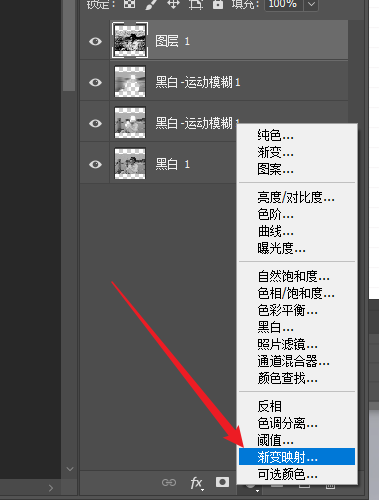 锁定:
填充: 100%
图层 1
黑白-运动模糊1
黑白-运动模糊1
黑白 1
纯色...
渐变...
图案...
亮度/对比度...
色阶...
曲线...
曝光度...
自然饱和度...
色相/饱和度...
色彩平衡...
黑白...
照片滤镜...
通道混合器...
颜色查找...
反相
色调分离...
阈值...
渐变映射...
可选颜色...
fx